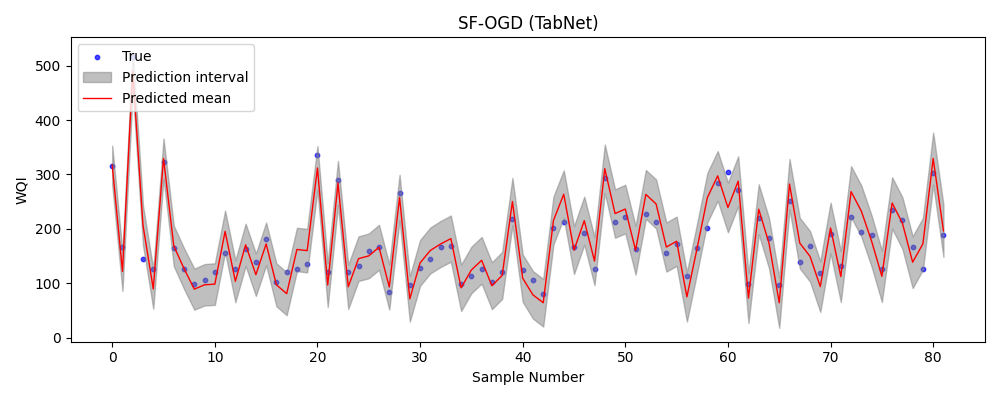 SF-OGD (TabNet)
True
Prediction interval
Predicted mean
WQI
500
400
300
200
100
0
0 10 20 30 40 50 60 70 80
Sample Number